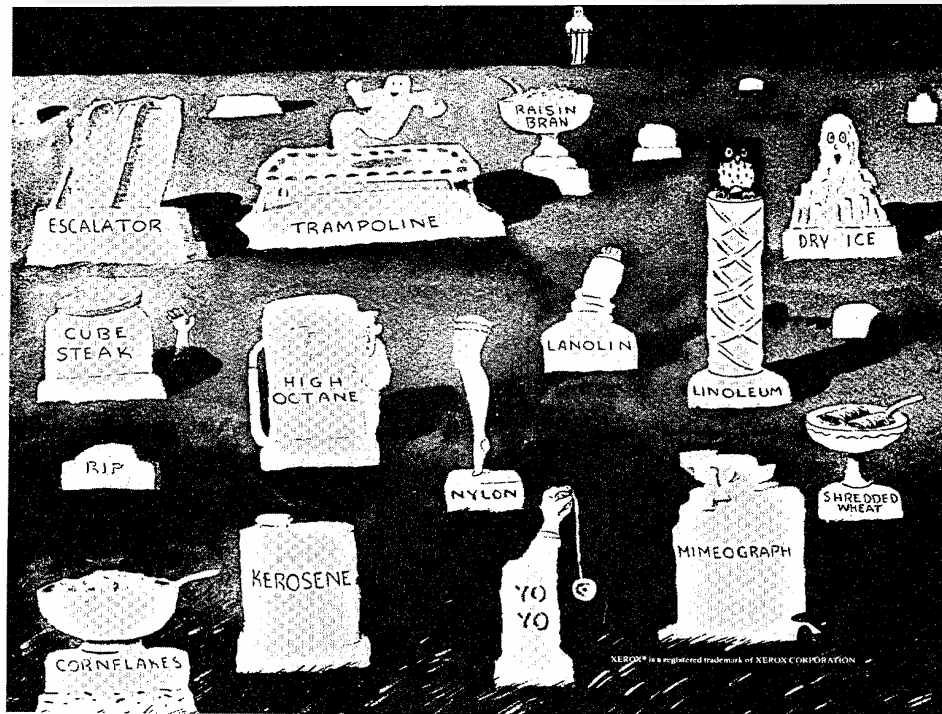 RAISIN
BRAN
ESCALATOR
TRAMPOLINE
DRY ICE
CUBE
STEAK
LANOLIN
HIGH
OCTANE
LINOLEUM
RIP
NYLON
SHREDDED
WHEAT
KEROSENE
YO
YO
MIMEOGRAPH
CORNFLAKES
XEROX® is a registered trademark of XEROX CORPORATION